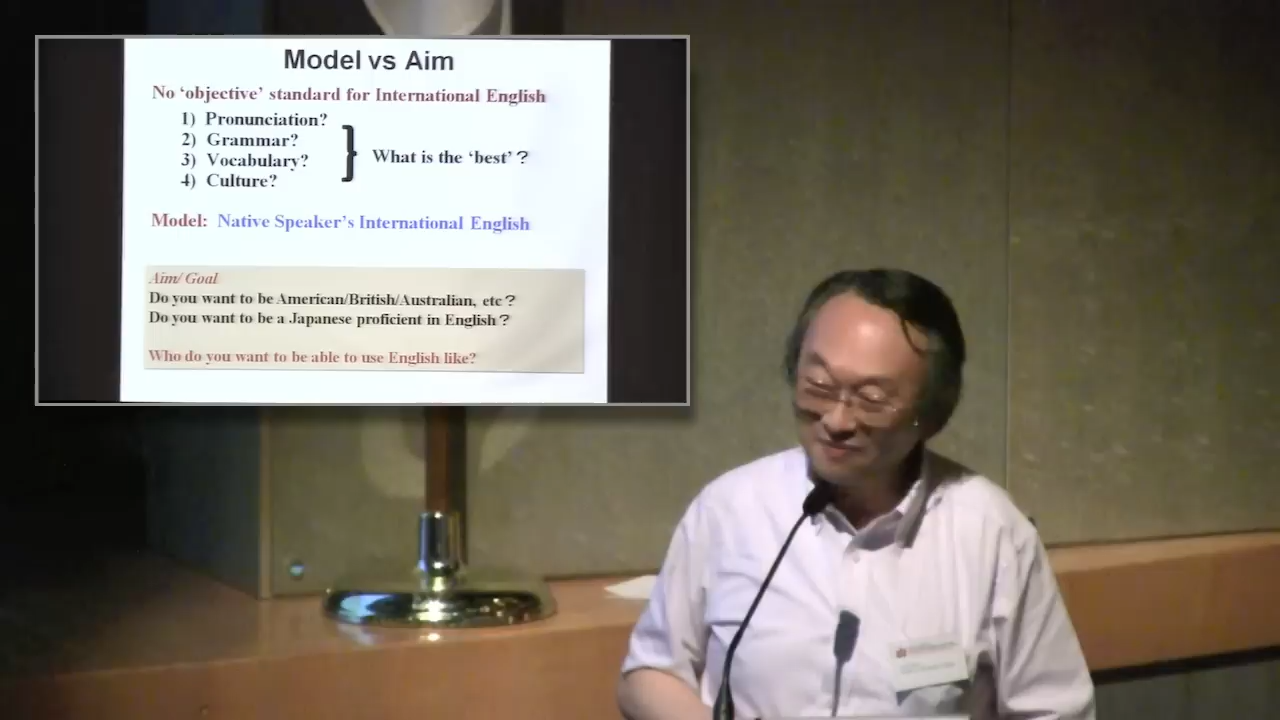 Model vs Aim
No ‘objective’ standard for International English
1) Pronunciation?
2) Grammar?
3) Vocabulary?
4) Culture?
What is the ‘best’ ?
Model: Native Speaker’s International English
Aim/ Goal
Do you want to be American/British/Australian, etc ?
Do you want to be a Japanese proficient in English ?
Who do you want to be able to use English like?